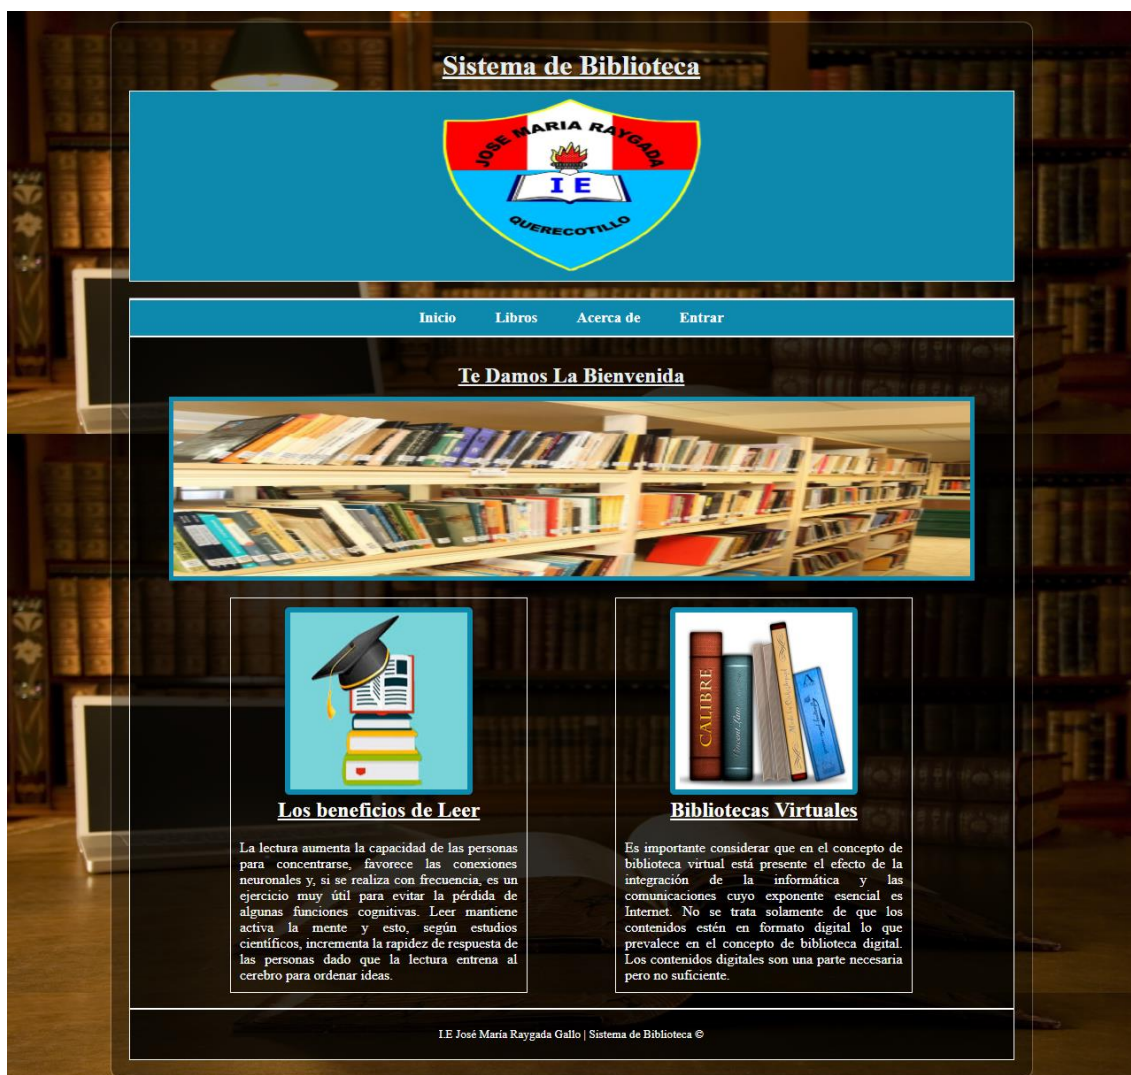 Sistema de Biblioteca
JOSE MARIA RAYGADA
I E
QUERECOTILLO
Inicio Libros Acerca de Entrar
Te Damos La Bienvenida
CALIBRE
Los beneficios de Leer
La lectura aumenta la capacidad de las personas
para concentrarse, favorece las conexiones
neuronales y, si se realiza con frecuencia, es un
ejercicio muy útil para evitar la pérdida de
algunas funciones cognitivas. Leer mantiene
activa la mente y esto, según estudios
científicos, incrementa la rapidez de respuesta de
las personas dado que la lectura entrena al
cerebro para ordenar ideas.
Bibliotecas Virtuales
Es importante considerar que en el concepto de
biblioteca virtual está presente el efecto de la
integración de la informática y las
comunicaciones cuyo exponente esencial es
Internet. No se trata solamente de que los
contenidos estén en formato digital lo que
prevalece en el concepto de biblioteca digital.
Los contenidos digitales son una parte necesaria
pero no suficiente.
I.E José María Raygada Gallo | Sistema de Biblioteca ©